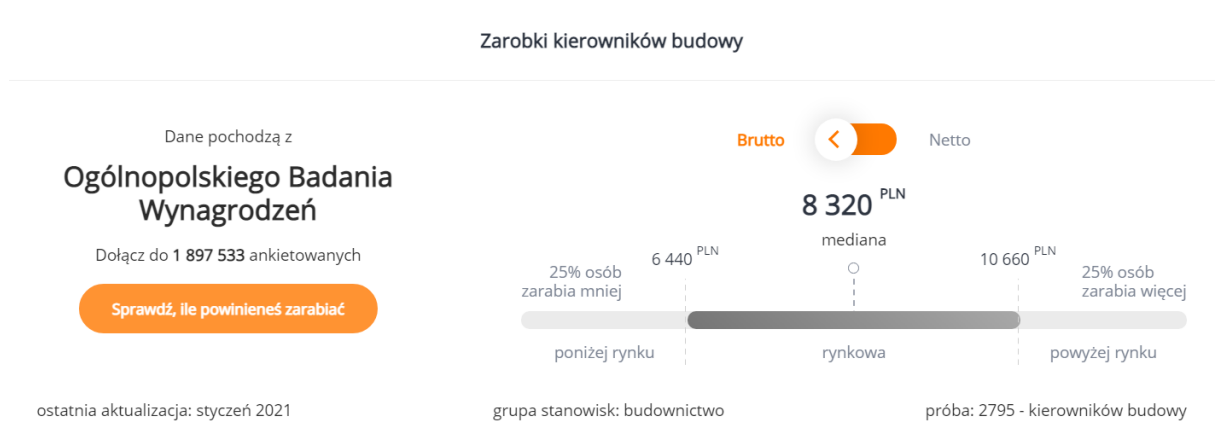 Zarobki kierowników budowy
Dane pochodzą z
Ogólnopolskiego Badania
Wynagrodzeń
Dołącz do 1 897 533 ankietowanych
Sprawdź, ile powinieneś zarabiać
Brutto
Netto
8 320 PLN
mediana
6 440 PLN
10 660 PLN
25% osób
zarabia mniej
25% osób
zarabia więcej
poniżej rynku
rynkowa
powyżej rynku
ostatnia aktualizacja: styczeń 2021
grupa stanowisk: budownictwo
próba: 2795 - kierowników budowy